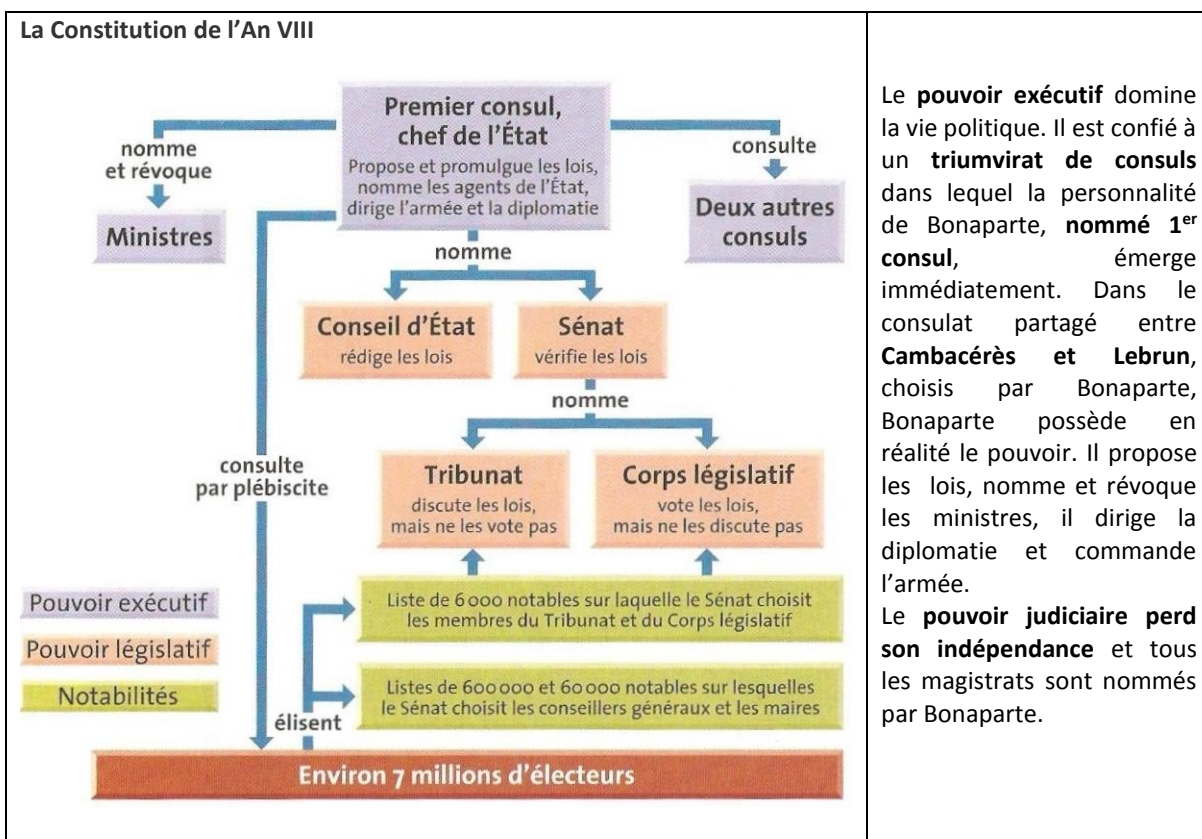 La Constitution de l’An VIII
Premier consul,
chef de l’État
Propose et promulgue les lois,
nomme les agents de l’État,
dirige l’armée et la diplomatie
nomme
et révoque
consulte
Ministres
Deux autres
consuls
nomme
Conseil d’État
rédige les lois
Sénat
vérifie les lois
nomme
consulte
par plébiscite
Tribunat
discute les lois,
mais ne les vote pas
Corps législatif
vote les lois,
mais ne les discute pas
Pouvoir exécutif
Pouvoir législatif
Notabilités
Liste de 6 000 notables sur laquelle le Sénat choisit
les membres du Tribunat et du Corps législatif
Listes de 600 000 et 60 000 notables sur lesquelles
le Sénat choisit les conseillers généraux et les maires
élisent
Environ 7 millions d’électeurs
Le pouvoir exécutif domine
la vie politique. Il est confié à
un triumvirat de consuls
dans lequel la personnalité
de Bonaparte, nommé 1er
consul, émerge
immédiatement. Dans le
consulat partagé entre
Cambacérès et Lebrun,
choisis par Bonaparte,
Bonaparte possède en
réalité le pouvoir. Il propose
les lois, nomme et révoque
les ministres, il dirige la
diplomatie et commande
l’armée.
Le pouvoir judiciaire perd
son indépendance et tous
les magistrats sont nommés
par Bonaparte.